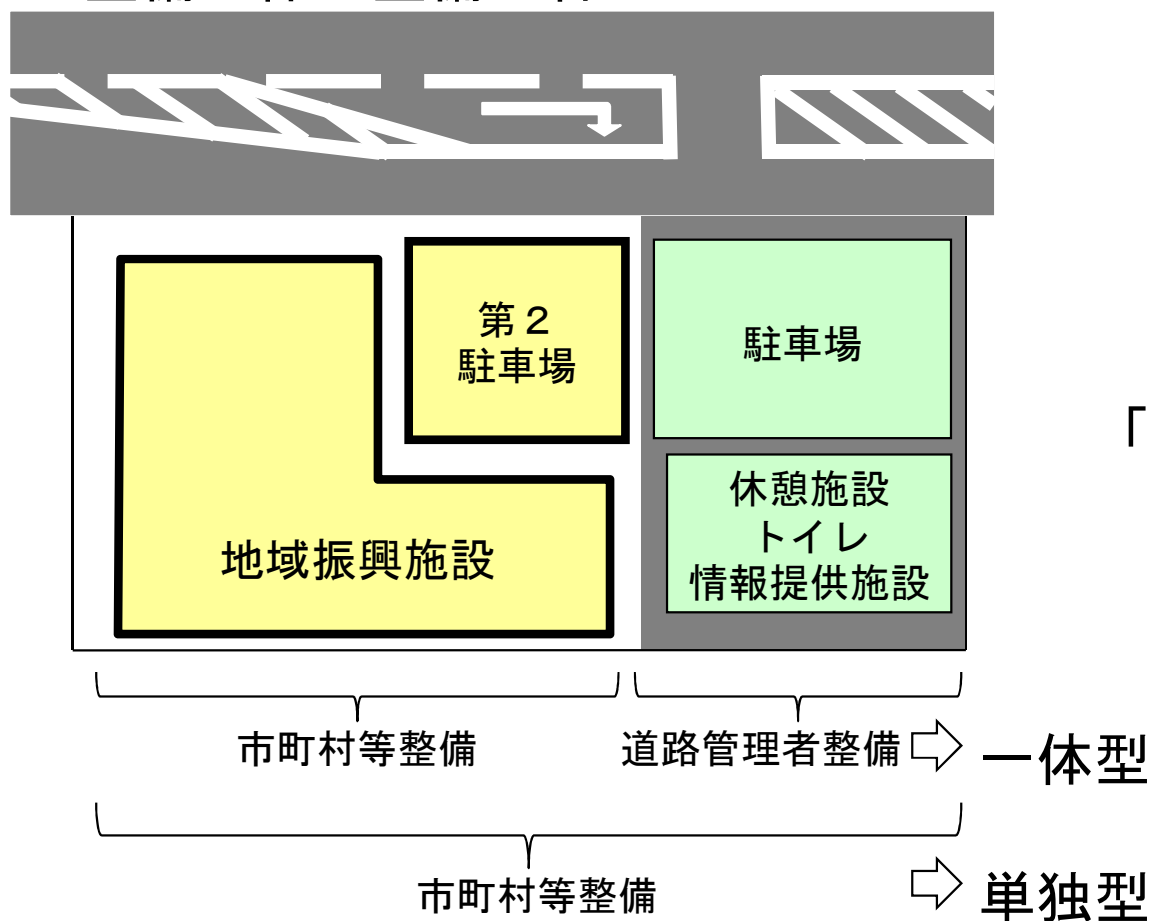 第２
駐車場
駐車場
「
休憩施設
トイレ
情報提供施設
地域振興施設
市町村等整備
道路管理者整備
一体型
市町村等整備
単独型